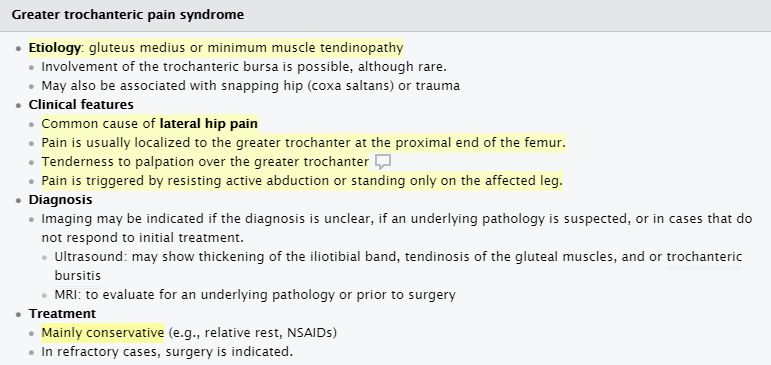 Greater trochanteric pain syndrome
Etiology: gluteus medius or minimum muscle tendinopathy
Involvement of the trochanteric bursa is possible, although rare.
May also be associated with snapping hip (coxa saltans) or trauma
Clinical features
Common cause of lateral hip pain
Pain is usually localized to the greater trochanter at the proximal end of the femur.
Tenderness to palpation over the greater trochanter
Pain is triggered by resisting active abduction or standing only on the affected leg.
Diagnosis
Imaging may be indicated if the diagnosis is unclear, if an underlying pathology is suspected, or in cases that do
not respond to initial treatment.
Ultrasound: may show thickening of the iliotibial band, tendinosis of the gluteal muscles, and or trochanteric
bursitis
MRI: to evaluate for an underlying pathology or prior to surgery
Treatment
Mainly conservative (e.g., relative rest, NSAIDs)
In refractory cases, surgery is indicated.